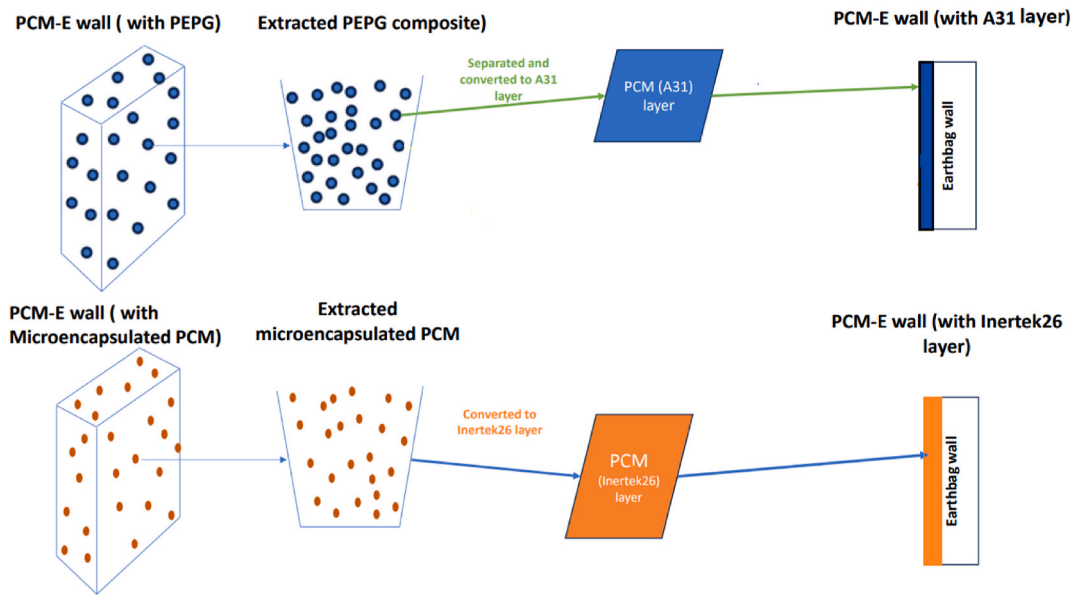 PCM-E wall ( with PEPG)
Extracted PEPG composite)
Separated and
converted to A31
layer
PCM (A31)
layer
PCM-E wall (with A31 layer)
Earthbag wall
PCM-E wall ( with
Microencapsulated PCM)
Extracted
microencapsulated PCM
Converted to
Inertek26 layer
PCM
(Inertek26)
layer
PCM-E wall (with Inertek26
layer)
Earthbag wall